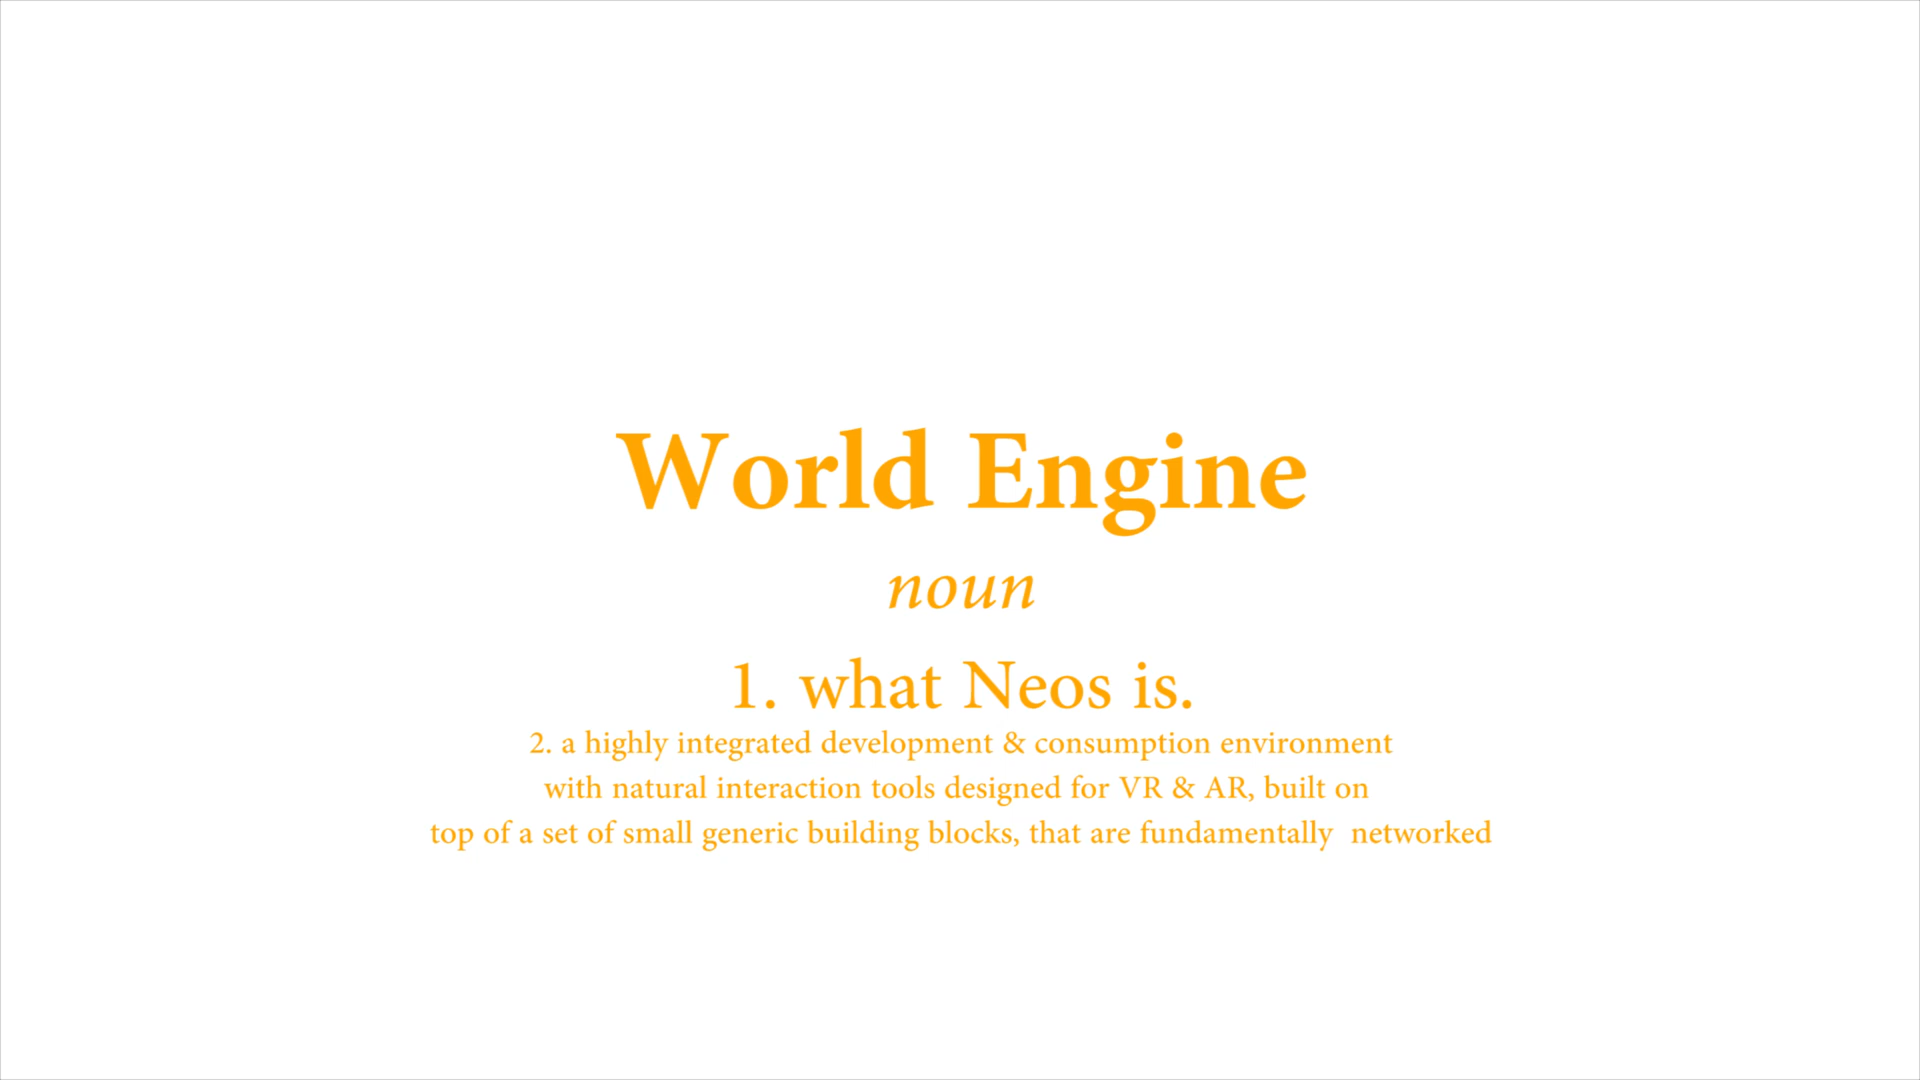 World Engine
noun
1. what Neos is.
2. a highly integrated development & consumption environment
with natural interaction tools designed for VR & AR, built on
top of a set of small generic building blocks, that are fundamentally  networked